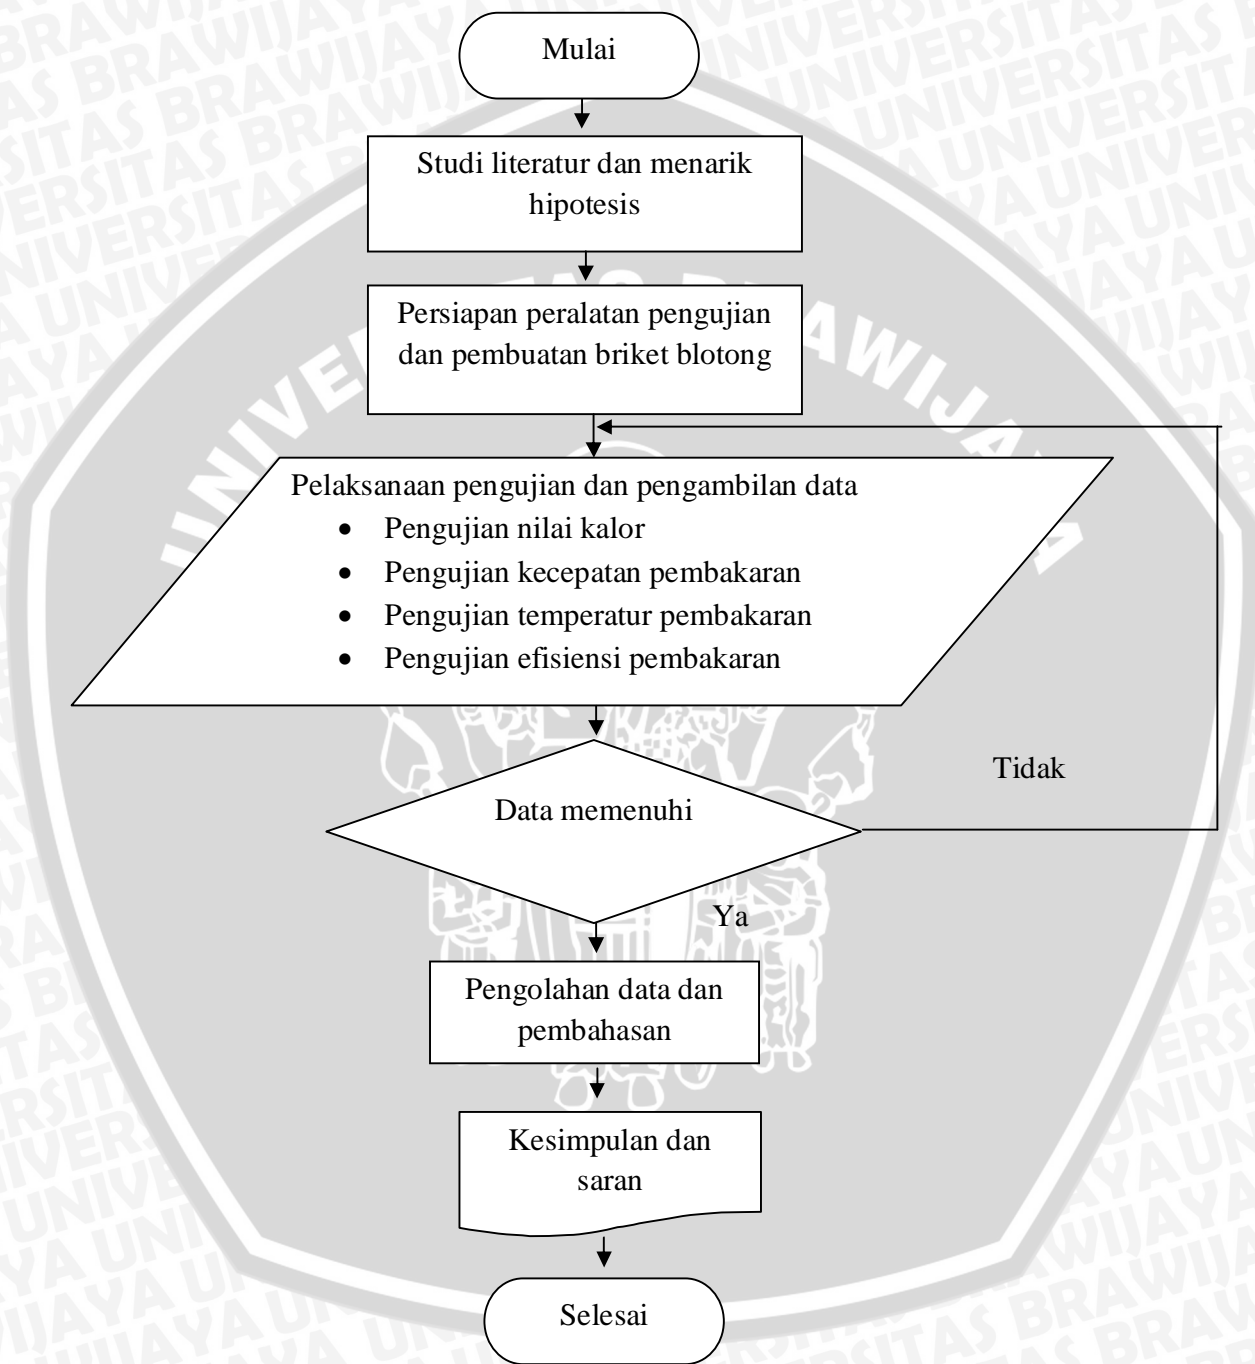 Mulai
Studi literatur dan menarik
hipotesis
Persiapan peralatan pengujian
dan pembuatan briket blotong
Pelaksanaan pengujian dan pengambilan data
• Pengujian nilai kalor
• Pengujian kecepatan pembakaran
• Pengujian temperatur pembakaran
• Pengujian efisiensi pembakaran
Tidak
Data memenuhi
Ya
Pengolahan data dan
pembahasan
Kesimpulan dan
saran
Selesai